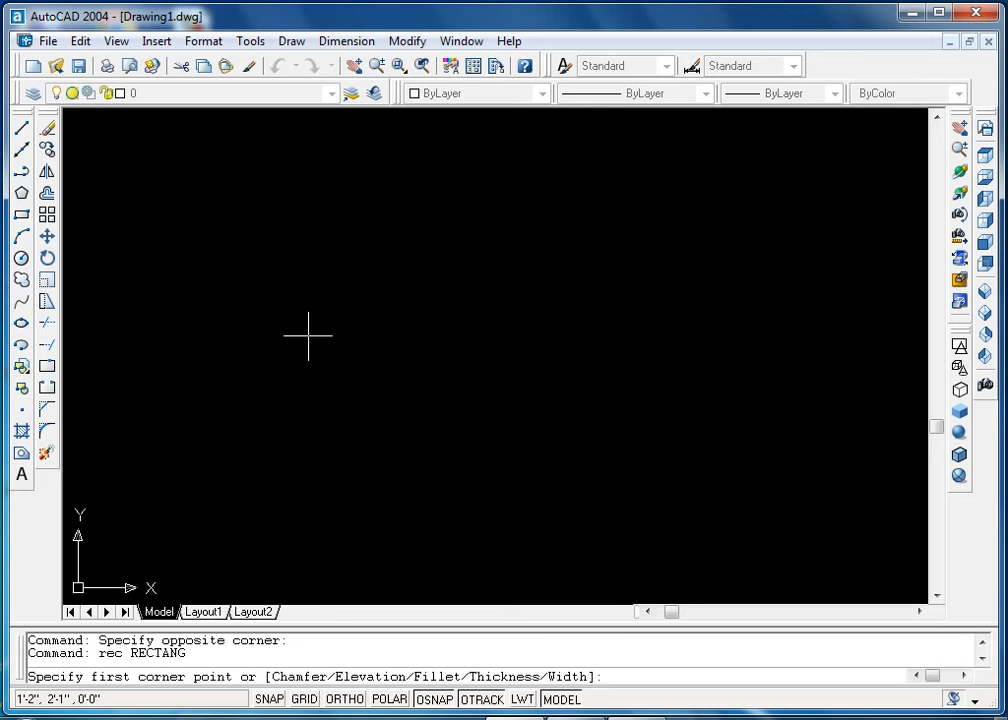 AutoCAD 2004 - [Drawing1.dwg]
File Edit View Insert Format Tools Draw Dimension Modify Window Help
Standard Standard
0 ByLayer ByLayer ByLayer ByColor
A
Y
X
Model Layout1 Layout2
Command: Specify opposite corner:
Command: rec RECTANG
Specify first corner point or [Chamfer/Elevation/Fillet/Thickness/Width]:
1'-2", 2'-1" ,0'-0" SNAP GRID ORTHO POLAR OSNAP OTRACK LWT MODEL